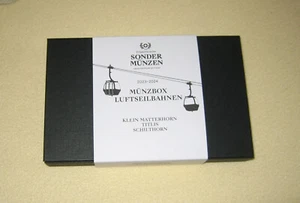 SONDER
MÜNZEN
MÜNZBOX
LUFTSEILBAHNEN
KLEIN MATTERHORN
TITLIS
SCHILTHORN